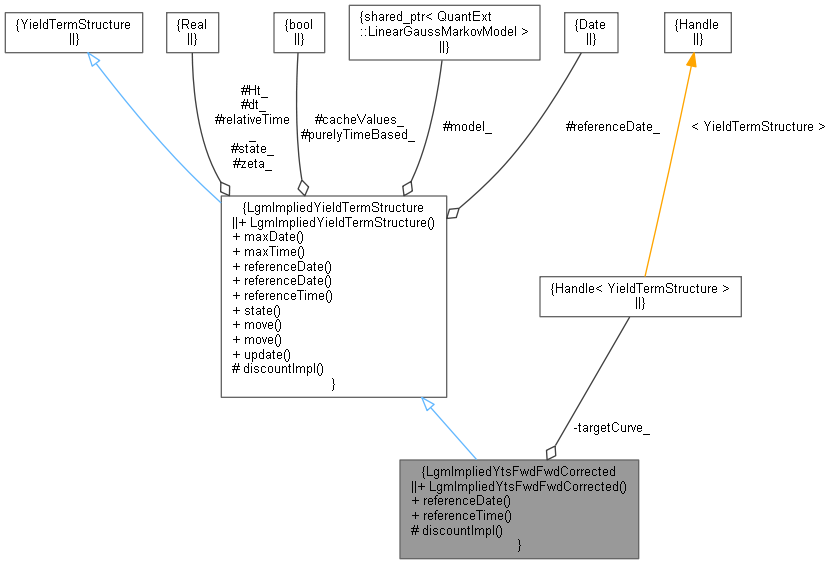 {YieldTermStructure
||}
{Real
||}
{bool
||}
{shared_ptr< QuantExt
::LinearGaussMarkovModel >
||}
{Date
||}
{Handle
||}
#Ht_
#dt_
#relativeTime
_
#state_
#zeta_
#cacheValues_
#purelyTimeBased_
#model_
#referenceDate_
< YieldTermStructure >
{LgmImpliedYieldTermStructure
||+ LgmImpliedYieldTermStructure()
+ maxDate()
+ maxTime()
+ referenceDate()
+ referenceDate()
+ referenceTime()
+ state()
+ move()
+ move()
+ update()
# discountImpl()
}
{Handle< YieldTermStructure >
||}
-targetCurve_
{LgmImpliedYtsFwdFwdCorrected
||+ LgmImpliedYtsFwdFwdCorrected()
+ referenceDate()
+ referenceTime()
# discountImpl()
}